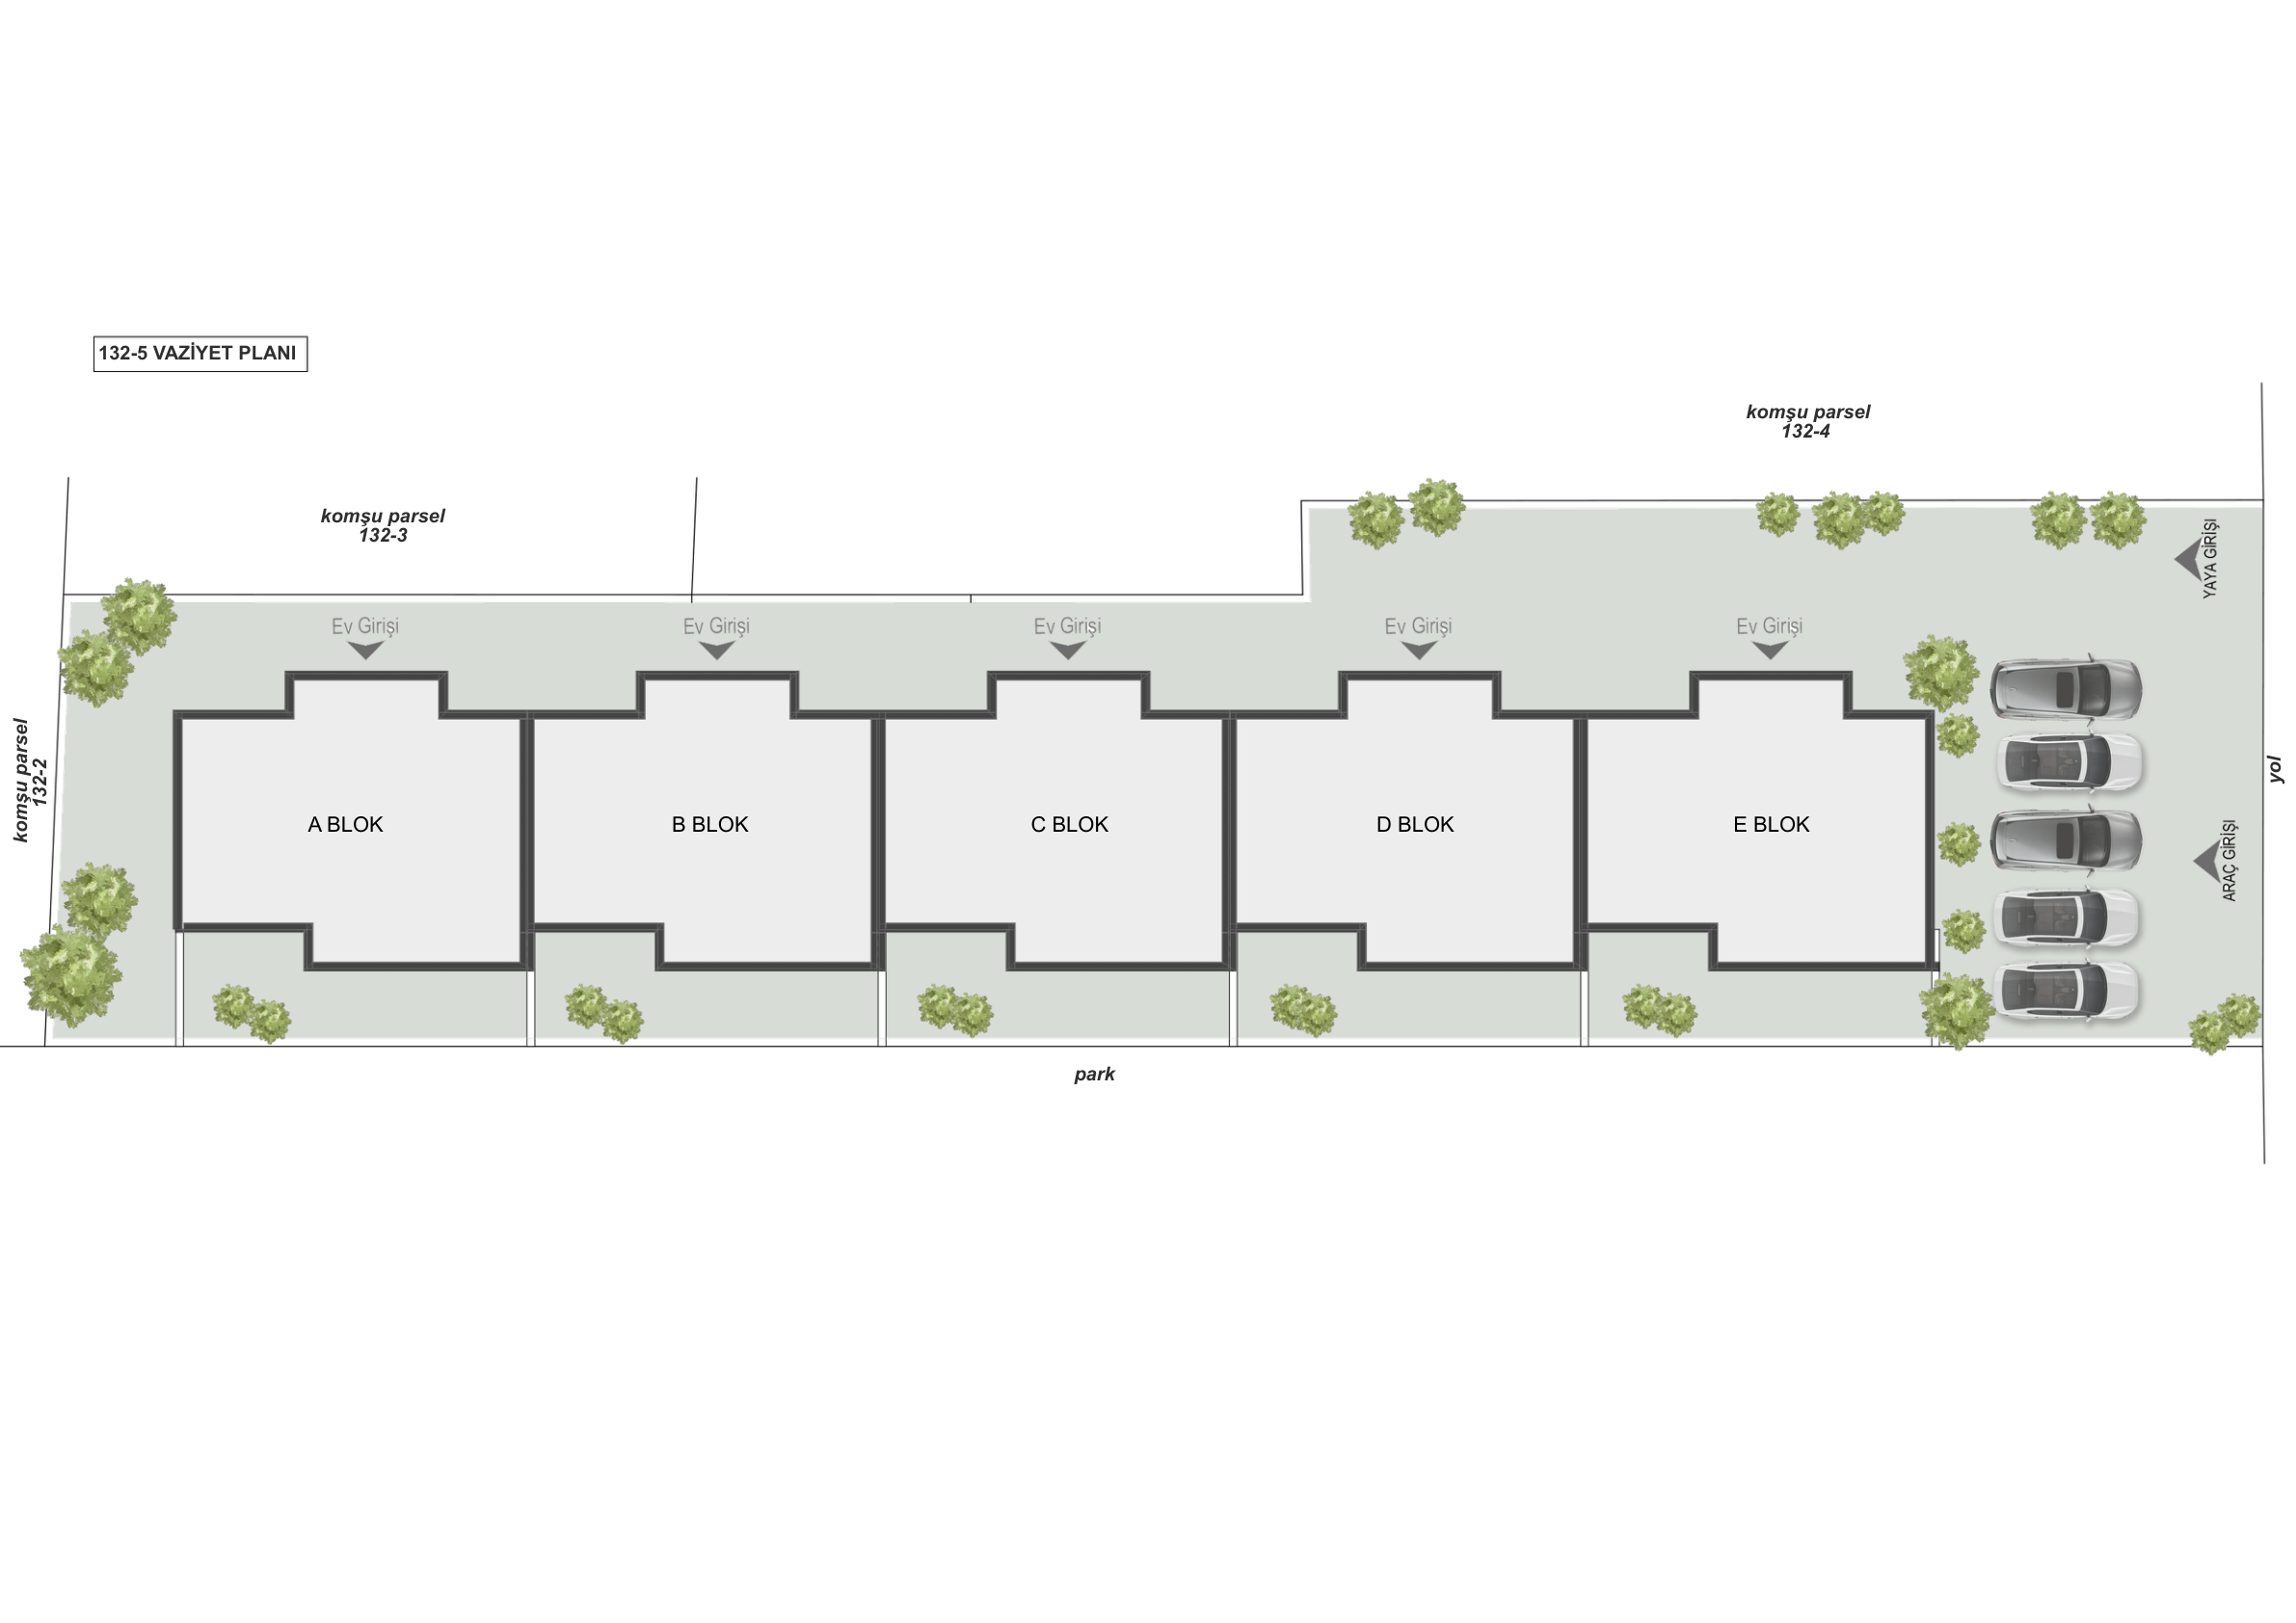 132-5 VAZİYET PLANI
komşu parsel
132-4
komşu parsel
132-3
YAYA GİRİŞİ
Ev Girişi
Ev Girişi
Ev Girişi
Ev Girişi
Ev Girişi
komşu parsel
132-2
yol
A BLOK
B BLOK
C BLOK
D BLOK
E BLOK
ARAÇ GİRİŞİ
park